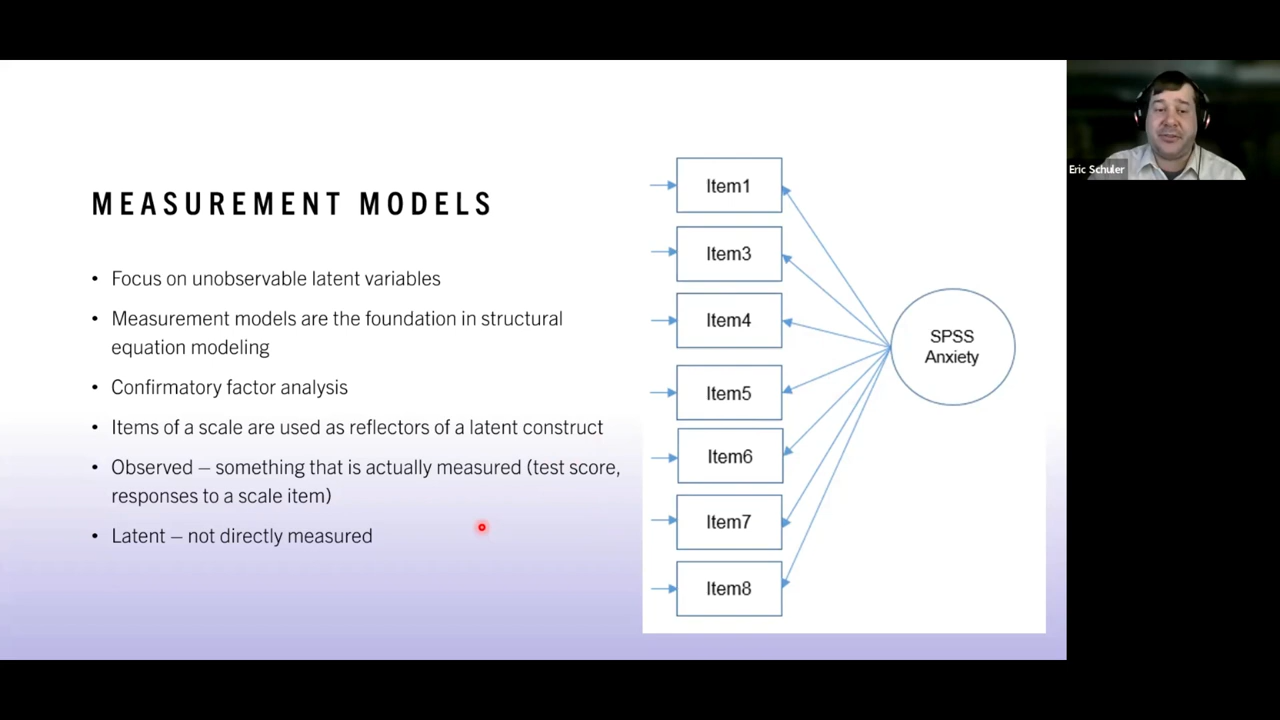 MEASUREMENT MODELS
• Focus on unobservable latent variables
• Measurement models are the foundation in structural
equation modeling
• Confirmatory factor analysis
• Items of a scale are used as reflectors of a latent construct
• Observed – something that is actually measured (test score,
responses to a scale item)
• Latent – not directly measured
Item1
Item3
Item4
Item5
Item6
Item7
Item8
SPSS
Anxiety
Eric Schuler